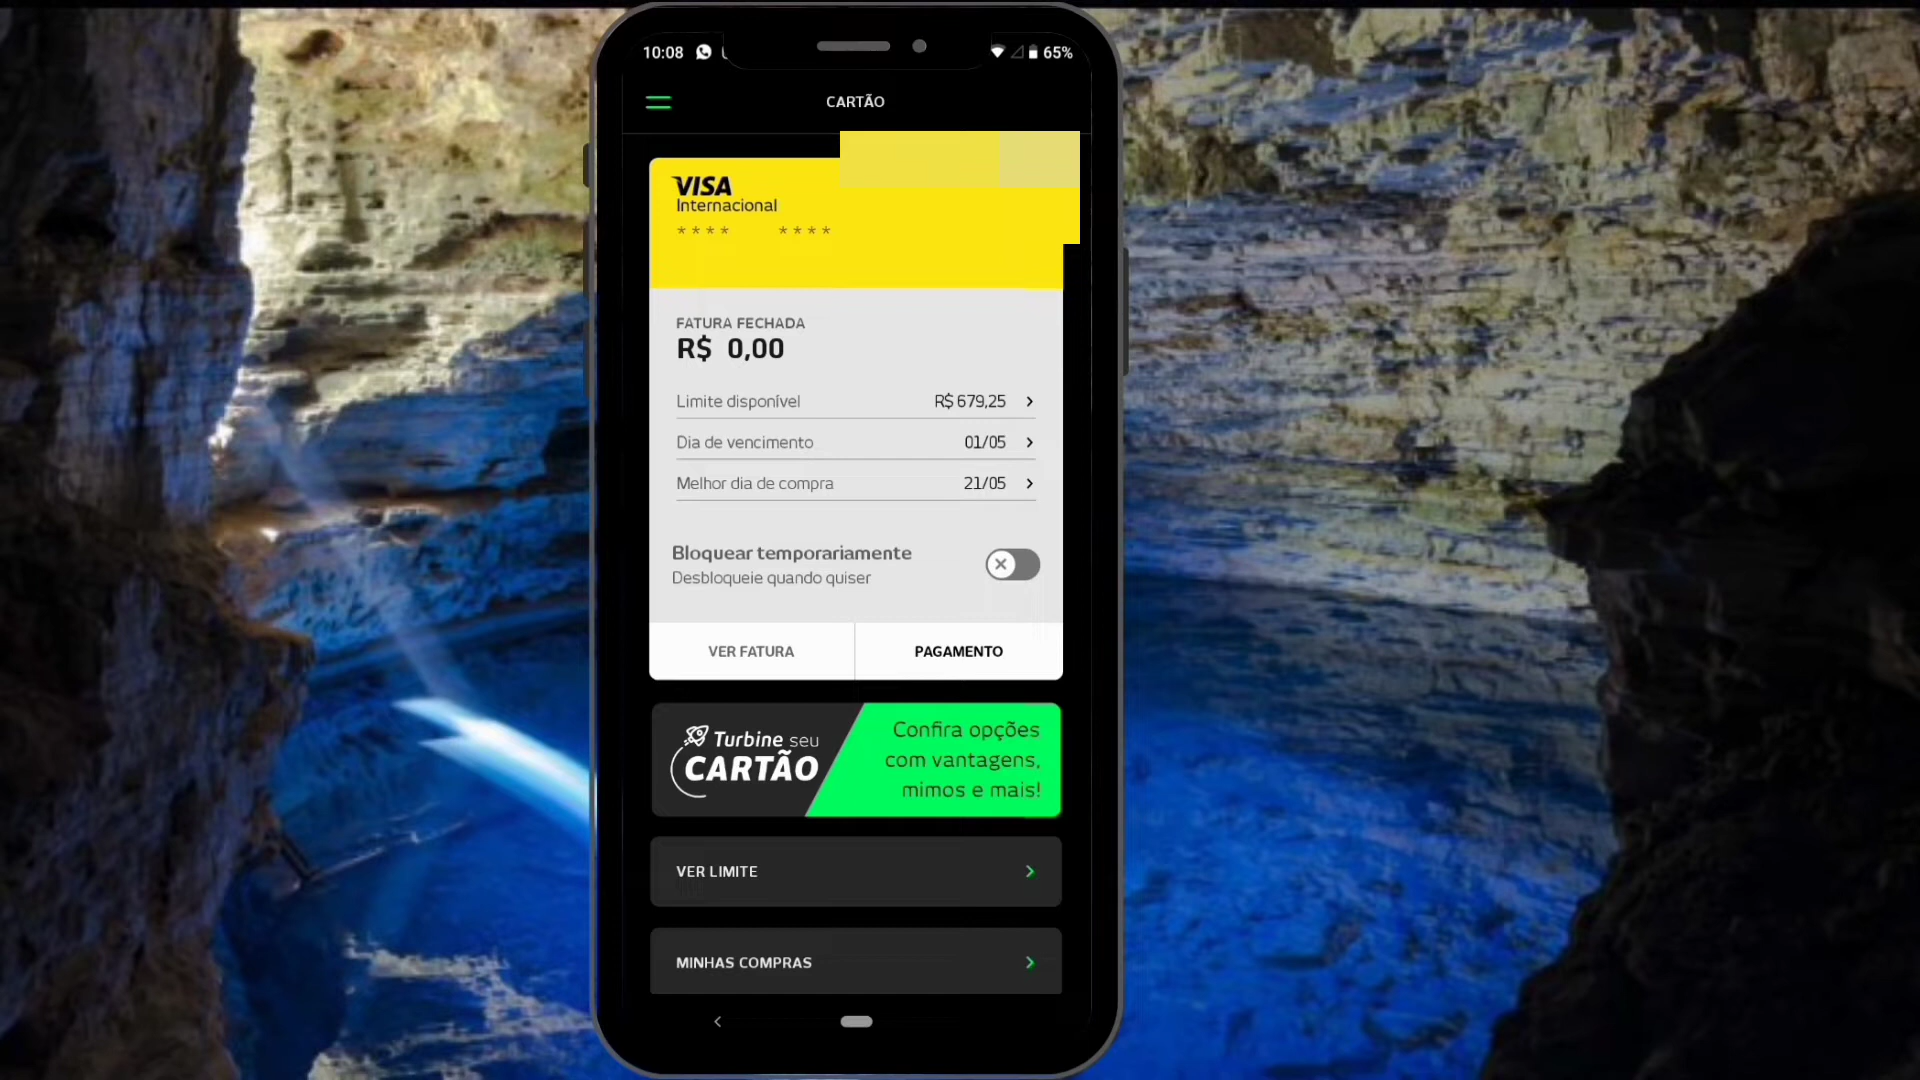 10:08 65%
CARTÃO
VISA
Internacional
**** ****
FATURA FECHADA
R$ 0,00
Limite disponível R$ 679,25
Dia de vencimento 01/05
Melhor dia de compra 21/05
Bloquear temporariamente
Desbloqueie quando quiser
VER FATURA PAGAMENTO
Turbine seu
CARTÃO
Confira opções
com vantagens,
mimos e mais!
VER LIMITE
MINHAS COMPRAS